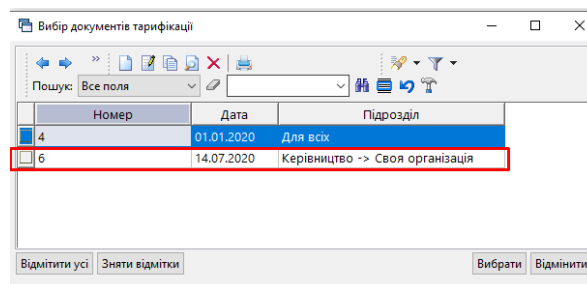 Вибір документів тарифікації
Пошук: Все поля
Номер Дата Підрозділ
4 01.01.2020 Для всіх
6 14.07.2020 Керівництво -> Своя організація
Відмітити усі Зняти відмітки Вибрати Відмінити